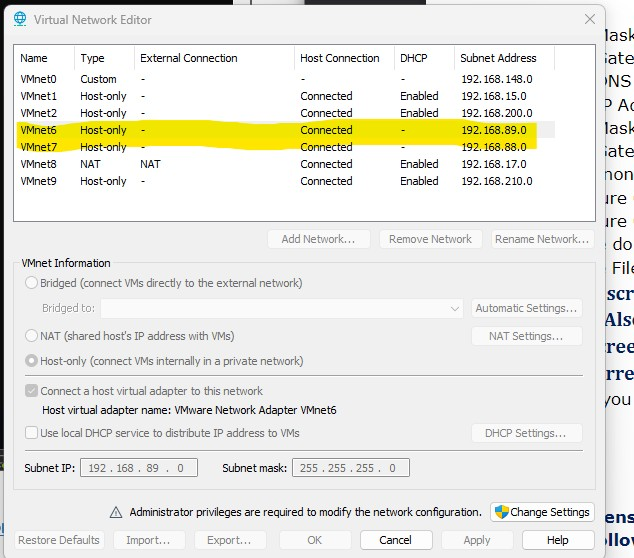 Virtual Network Editor
Name Type External Connection Host Connection DHCP Subnet Address
VMnet0 Custom - - - 192.168.148.0
VMnet1 Host-only - Connected Enabled 192.168.15.0
VMnet2 Host-only - Connected Enabled 192.168.200.0
VMnet6 Host-only - Connected - 192.168.89.0
VMnet7 Host-only - Connected - 192.168.88.0
VMnet8 NAT NAT Connected Enabled 192.168.17.0
VMnet9 Host-only - Connected Enabled 192.168.210.0
Add Network... Remove Network Rename Network...
VMnet Information
Bridged (connect VMs directly to the external network)
Bridged to: Automatic Settings...
NAT (shared host's IP address with VMs) NAT Settings...
Host-only (connect VMs internally in a private network)
Connect a host virtual adapter to this network
Host virtual adapter name: VMware Network Adapter VMnet6
Use local DHCP service to distribute IP address to VMs DHCP Settings...
Subnet IP: 192 . 168 . 89 . 0 Subnet mask: 255 . 255 . 255 . 0
Administrator privileges are required to modify the network configuration. Change Settings
Restore Defaults Import... Export... OK Cancel Apply Help